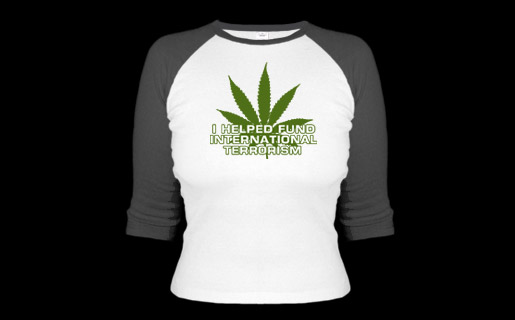 I HELPED FUND
INTERNATIONAL
TERRORISM